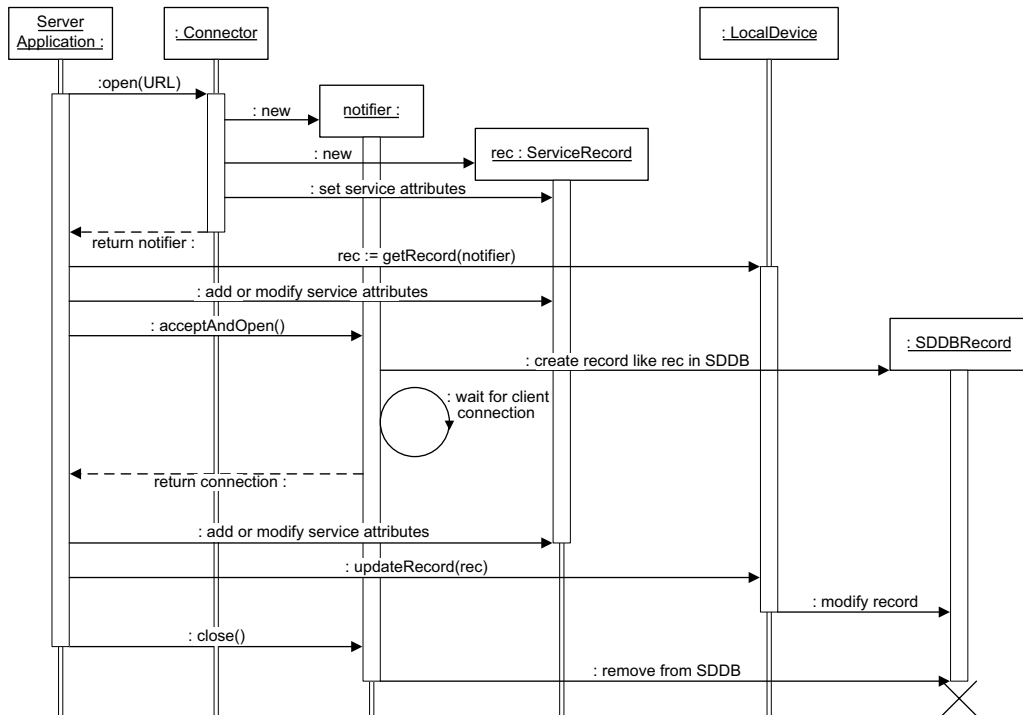 Server
Application :
: Connector
: LocalDevice
:open(URL)
: new
notifier :
: new
rec : ServiceRecord
: set service attributes
return notifier :
rec := getRecord(notifier)
: add or modify service attributes
: acceptAndOpen()
: SDDBRecord
: create record like rec in SDDB
: wait for client
connection
return connection :
: add or modify service attributes
: updateRecord(rec)
: modify record
: close()
: remove from SDDB